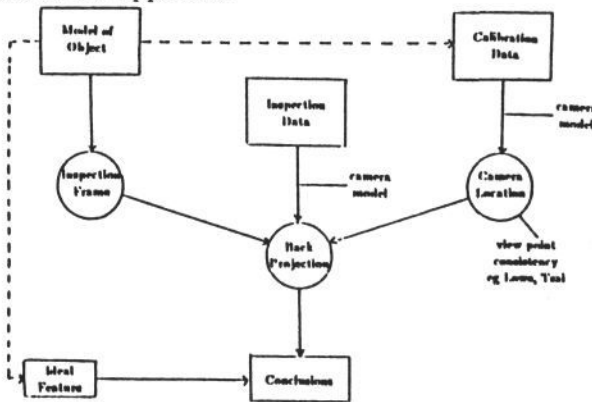 Model of
Object
Calibration
Data
Inspection
Data
camera
model
camera
model
Inspection
Frame
Camera
Location
Back
Projection
view point
consistency
eg Lowe, Tsai
Ideal
Feature
Conclusions